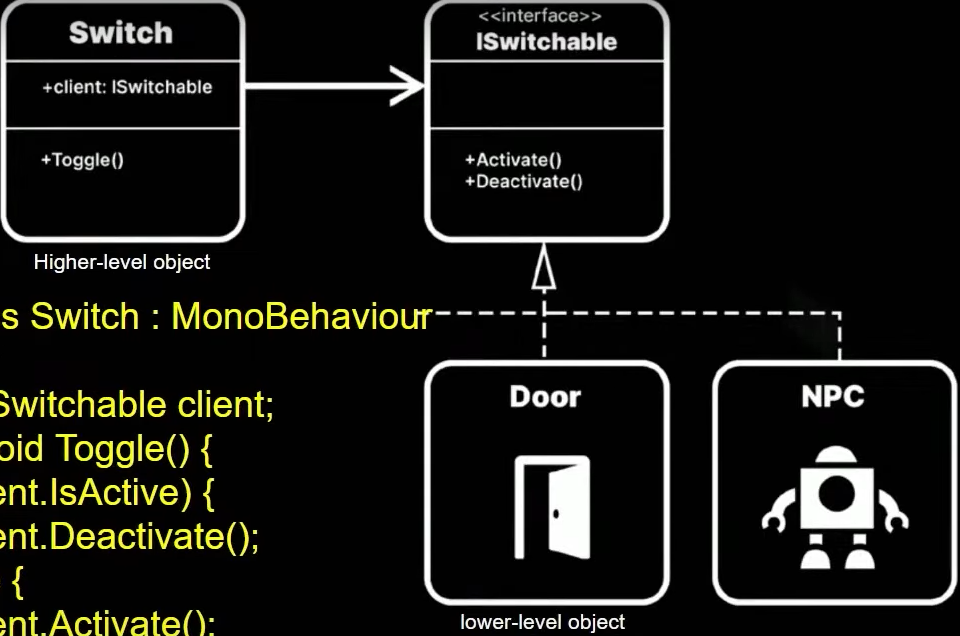 Switch
+client: ISwitchable
+Toggle()
Higher-level object
<<interface>>
ISwitchable
+Activate()
+Deactivate()
s Switch : MonoBehaviour
Switchable client;
oid Toggle() {
ent.IsActive) {
ent.Deactivate();
{
ent.Activate();
Door
lower-level object
NPC